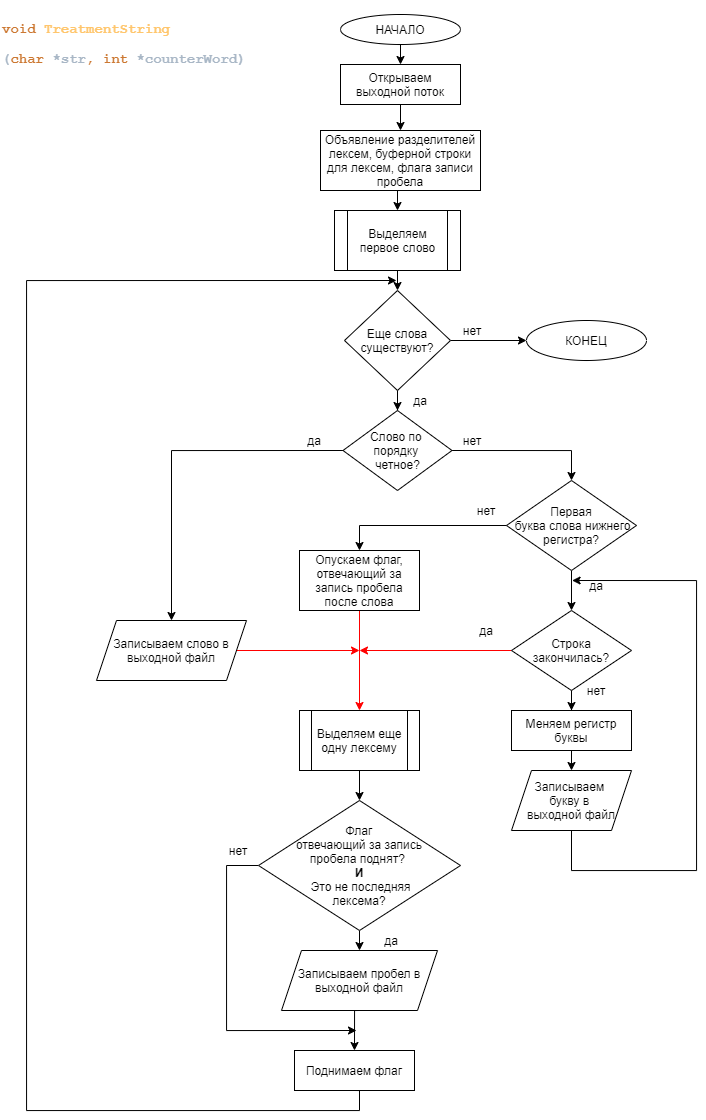 void TreatmentString
(char *str, int *counterWord)
НАЧАЛО
Открываем
выходной поток
Объявление разделителей
лексем, буферной строки
для лексем, флага записи
пробела
Выделяем
первое слово
Еще слова
существуют?
нет
КОНЕЦ
да
Слово по
порядку
четное?
да
нет
Первая
буква слова нижнего
регистра?
нет
да
Опускаем флаг,
отвечающий за
запись пробела
после слова
Записываем слово в
выходной файл
Строка
закончилась?
да
нет
Меняем регистр
буквы
Записываем
букву в
выходной файл
Выделяем еще
одну лексему
Флаг
отвечающий за запись
пробела поднят?
И
Это не последняя
лексема?
нет
да
Записываем пробел в
выходной файл
Поднимаем флаг